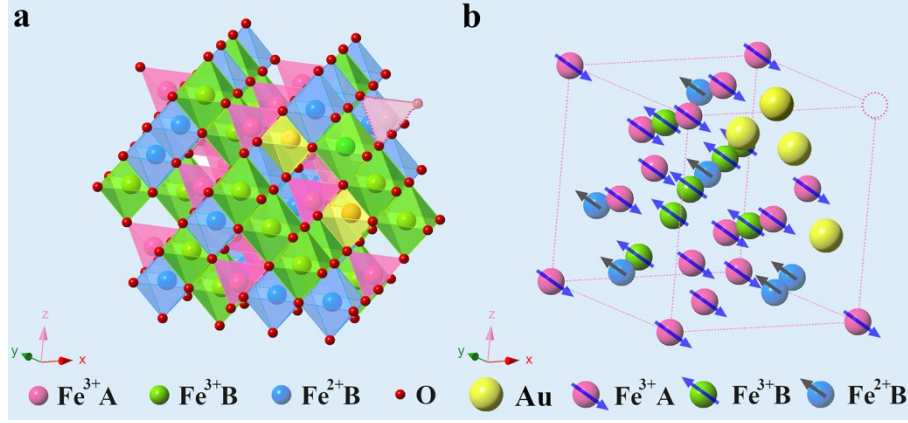 a
b
z
y
x
z
y
x
Fe³⁺A Fe³⁺B Fe²⁺B O Au Fe³⁺A Fe³⁺B Fe²⁺B